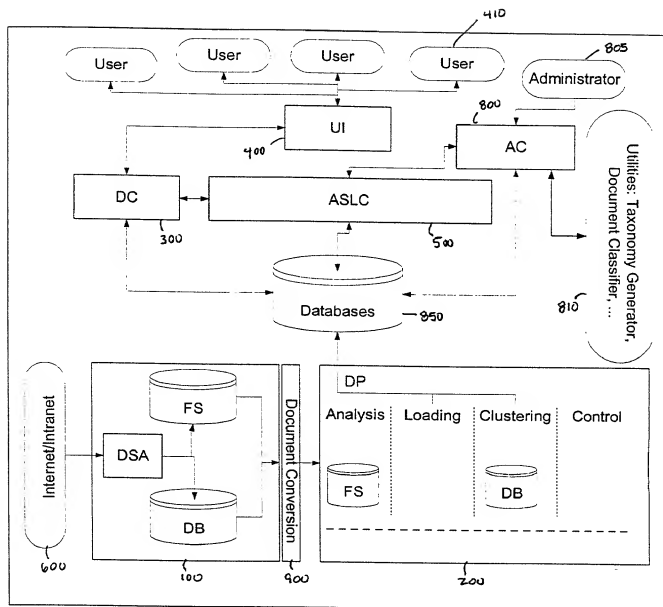 410
805
User
User
User
User
Administrator
800
UI
400
AC
DC
300
ASLC
500
Utilities: Taxonomy Generator,
Document Classifier, ...
810
Databases
850
Internet/Intranet
600
DSA
FS
DB
100
Document Conversion
900
DP
Analysis
Loading
Clustering
Control
FS
DB
200